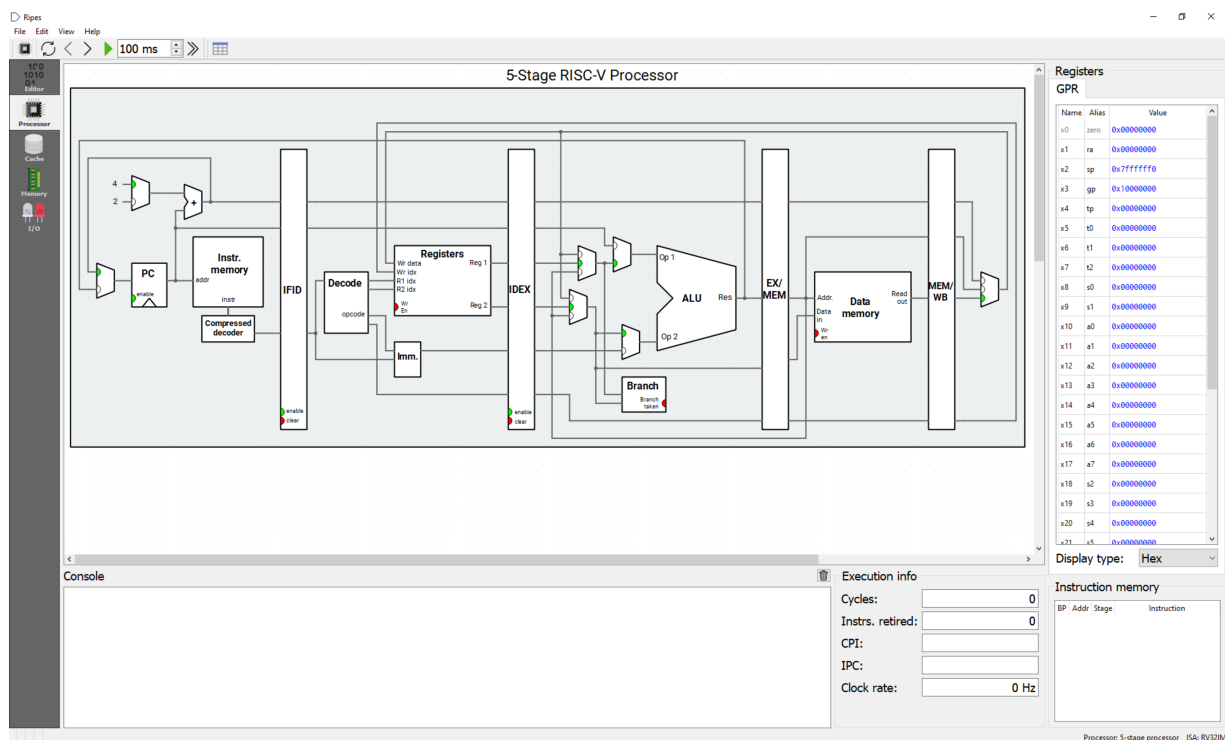 Ripes
File Edit View Help
100 ms
Editor
Processor
Cache
Memory
I/O
5-Stage RISC-V Processor
4
2
+
PC
enable
Instr. memory
addr
instr
Compressed decoder
IFID
enable
clear
Decode
opcode
Registers
Wr data
Wr idx
R1 idx
R2 idx
Wr En
Reg 1
Reg 2
Imm.
IDEX
enable
clear
Op 1
Op 2
ALU
Res
Branch
Branch taken
EX/MEM
Addr.
Data in
Wr en
Data memory
Read out
MEM/WB
Registers
GPR
Name Alias Value
x0 zero 0x00000000
x1 ra 0x00000000
x2 sp 0x7ffffff0
x3 gp 0x10000000
x4 tp 0x00000000
x5 t0 0x00000000
x6 t1 0x00000000
x7 t2 0x00000000
x8 s0 0x00000000
x9 s1 0x00000000
x10 a0 0x00000000
x11 a1 0x00000000
x12 a2 0x00000000
x13 a3 0x00000000
x14 a4 0x00000000
x15 a5 0x00000000
x16 a6 0x00000000
x17 a7 0x00000000
x18 s2 0x00000000
x19 s3 0x00000000
x20 s4 0x00000000
x21 s5 0x00000000
Display type: Hex
Console
Execution info
Cycles: 0
Instrs. retired: 0
CPI:
IPC:
Clock rate: 0 Hz
Instruction memory
BP Addr Stage Instruction
Processor: 5-stage processor ISA: RV32IM